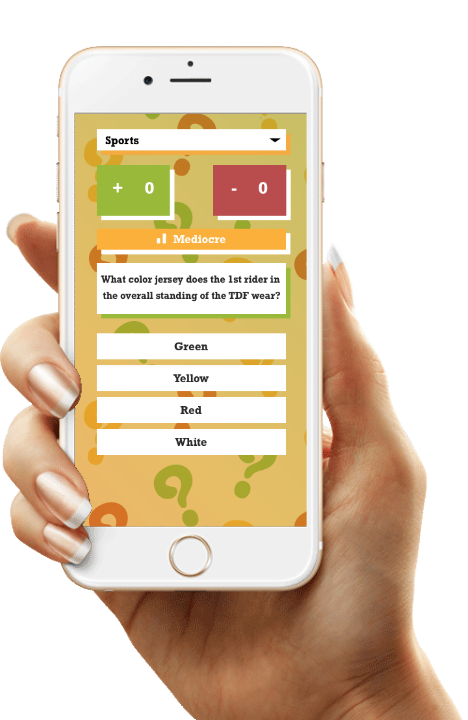 Sports
+ 0
- 0
Mediocre
What color jersey does the 1st rider in
the overall standing of the TDF wear?
Green
Yellow
Red
White